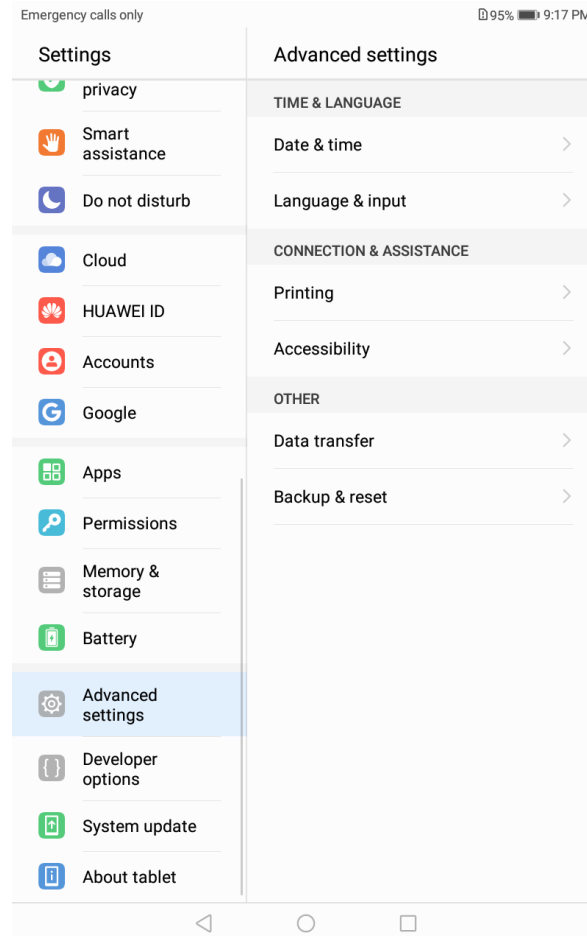 Emergency calls only
95% 9:17 PM
Settings
privacy
Smart
assistance
Do not disturb
Cloud
HUAWEI ID
Accounts
Google
Apps
Permissions
Memory &
storage
Battery
Advanced
settings
Developer
options
System update
About tablet
Advanced settings
TIME & LANGUAGE
Date & time
Language & input
CONNECTION & ASSISTANCE
Printing
Accessibility
OTHER
Data transfer
Backup & reset